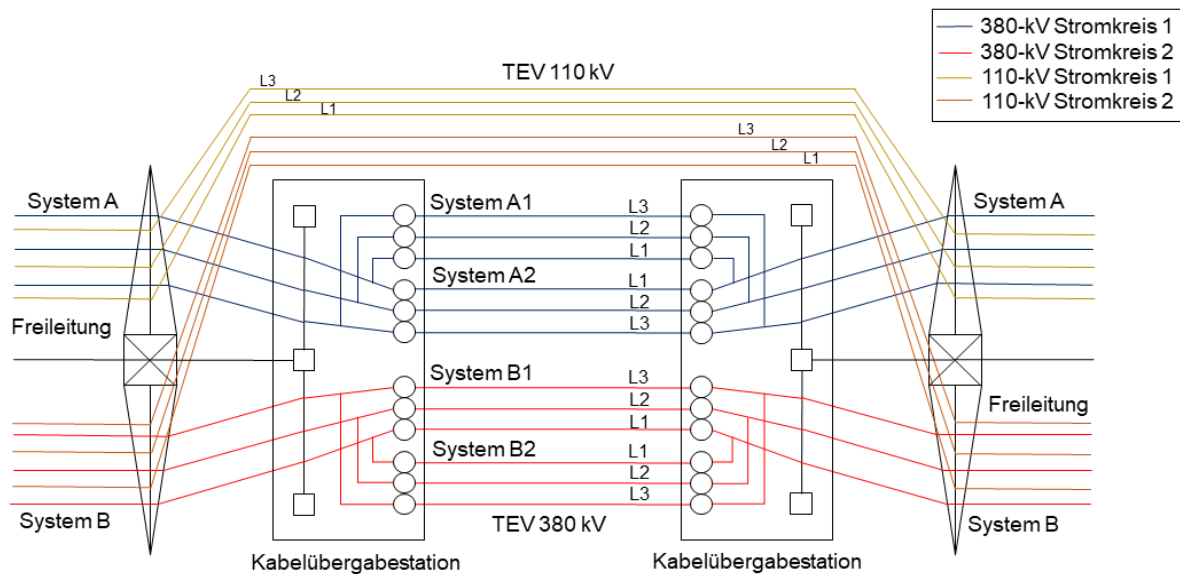 380-kV Stromkreis 1
380-kV Stromkreis 2
110-kV Stromkreis 1
110-kV Stromkreis 2
TEV 110 kV
L3
L2
L1
L3
L2
L1
System A
System A1
L3
System A
L2
L1
System A2
L1
L2
Freileitung
L3
System B1
L3
L2
Freileitung
L1
System B2
L1
L2
L3
System B
TEV 380 kV
System B
Kabelübergabestation
Kabelübergabestation